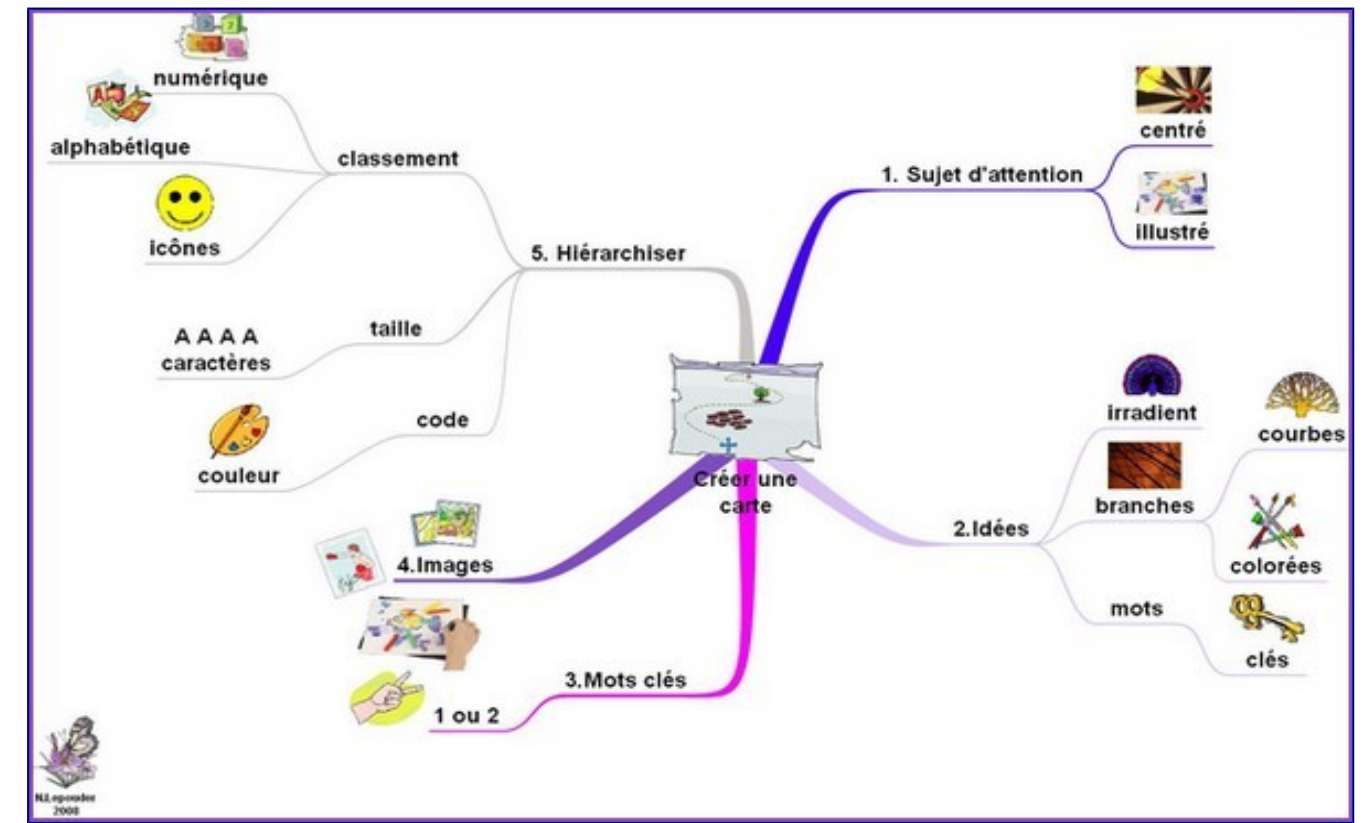 Créer une
carte
1. Sujet d'attention
centré
illustré
2.Idées
irradient
branches
courbes
colorées
mots
clés
3.Mots clés
1 ou 2
4.Images
5. Hiérarchiser
classement
numérique
alphabétique
icônes
taille
A A A A
caractères
code
couleur
2008